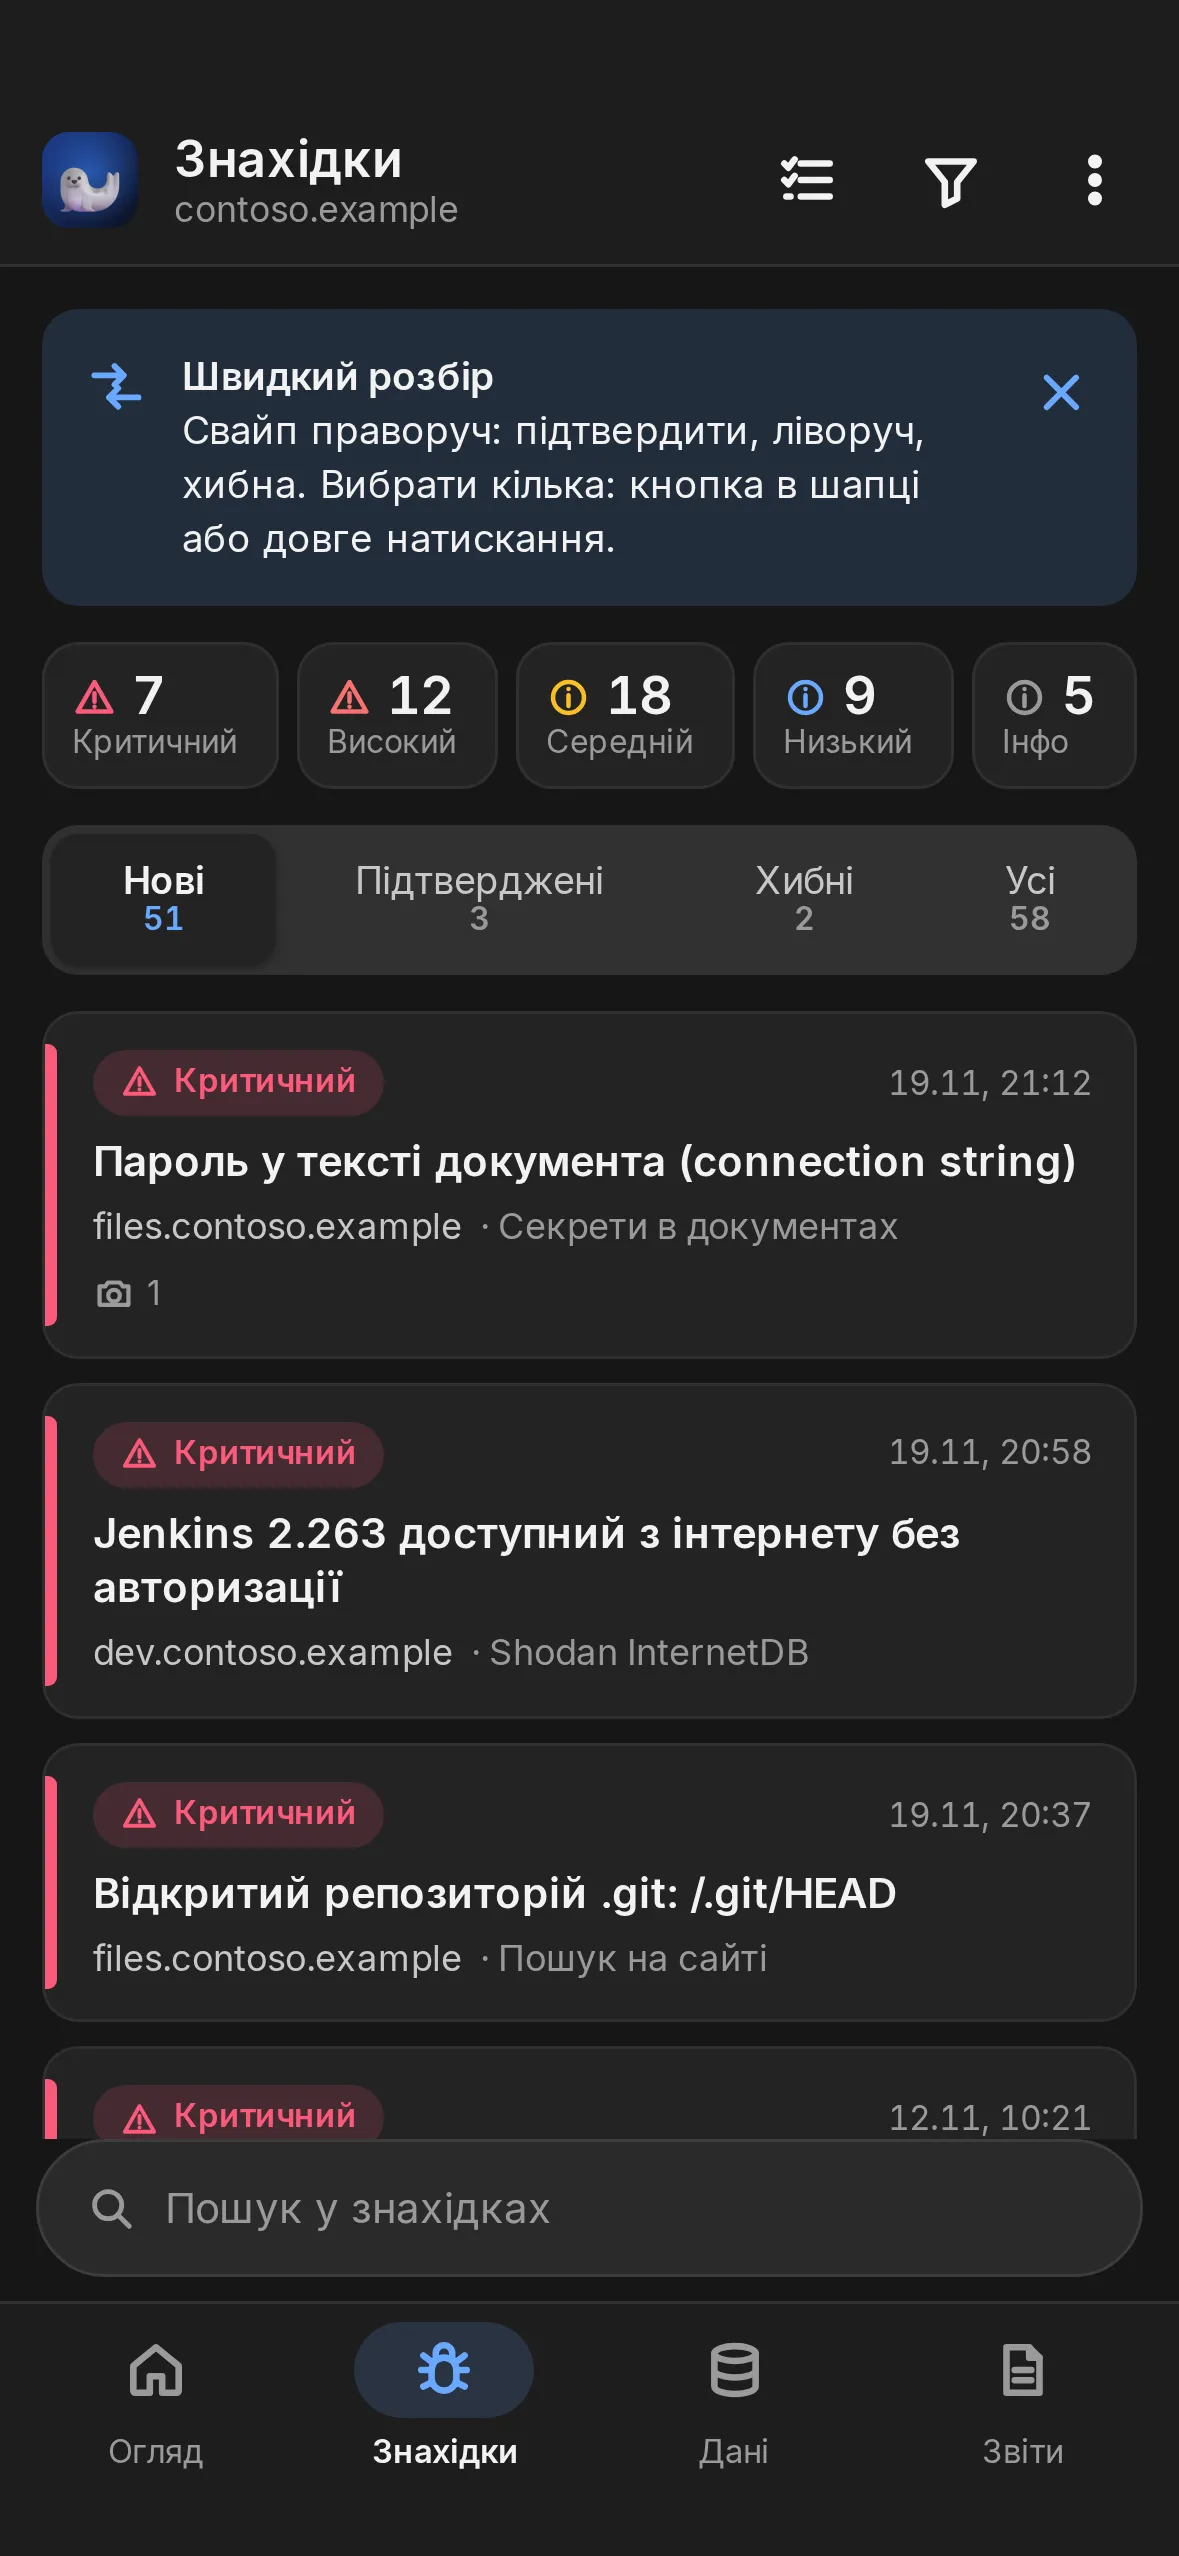 Знахідки
contoso.example
Швидкий розбір
Свайп праворуч: підтвердити, ліворуч,
хибна. Вибрати кілька: кнопка в шапці
або довге натискання.
7
Критичний
12
Високий
18
Середній
9
Низький
5
Інфо
Нові
51
Підтверджені
3
Хибні
2
Усі
58
Критичний
19.11, 21:12
Пароль у тексті документа (connection string)
files.contoso.example · Секрети в документах
1
Критичний
19.11, 20:58
Jenkins 2.263 доступний з інтернету без
авторизації
dev.contoso.example · Shodan InternetDB
Критичний
19.11, 20:37
Відкритий репозиторій .git: /.git/HEAD
files.contoso.example · Пошук на сайті
Критичний
12.11, 10:21
Пошук у знахідках
Огляд
Знахідки
Дані
Звіти